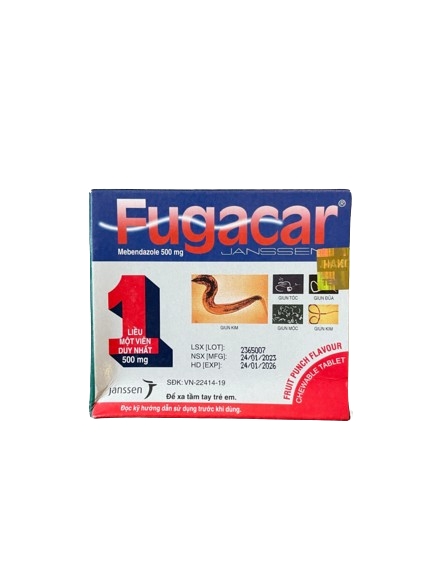 Fugacar®
JANSSEN
Mebendazole 500 mg
HAN
1
LIỀU
MỘT VIÊN
DUY NHẤT
500 mg
GIUN KIM
GIUN TÓC
GIUN ĐŨA
GIUN MÓC
GIUN KIM
LSX [LOT]: 2365007
NSX [MFG]: 24/01/2023
HD [EXP]: 24/01/2026
FRUIT PUNCH FLAVOUR
CHEWABLE TABLET
janssen
SĐK: VN-22414-19
Để xa tầm tay trẻ em.
Đọc kỹ hướng dẫn sử dụng trước khi dùng.